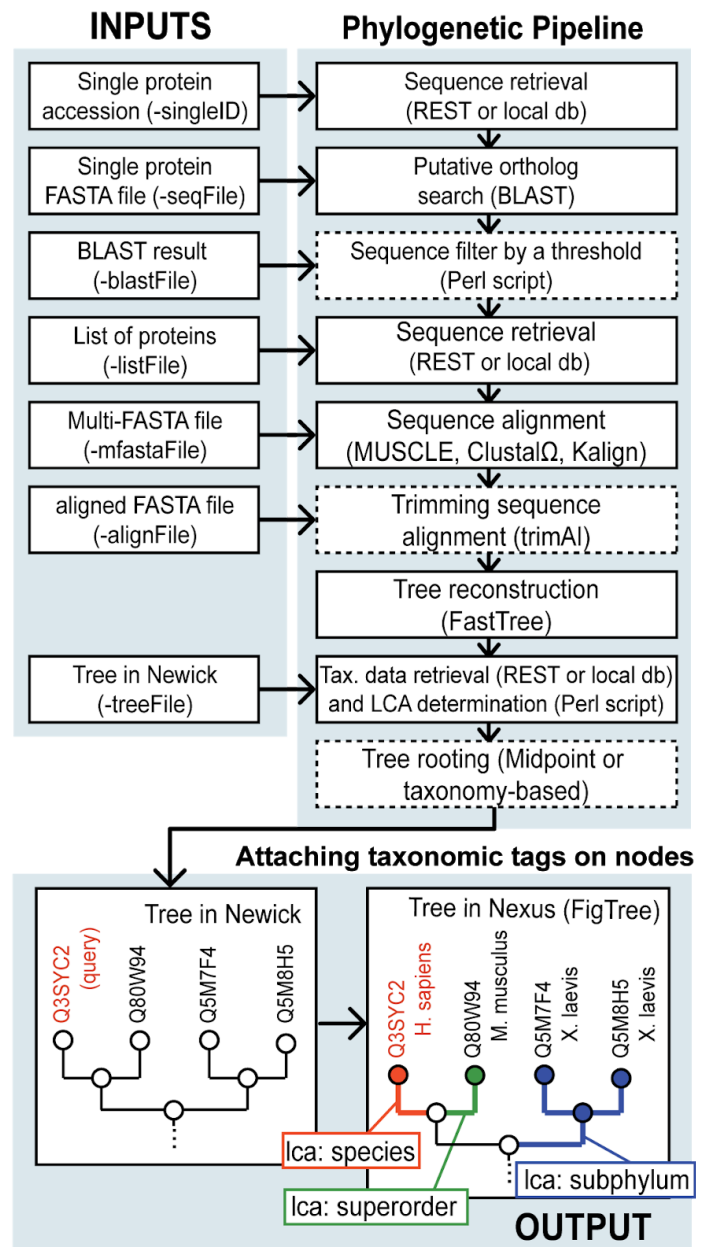 INPUTS
Phylogenetic Pipeline
Single protein
accession (-singleID)
Sequence retrieval
(REST or local db)
Single protein
FASTA file (-seqFile)
Putative ortholog
search (BLAST)
BLAST result
(-blastFile)
Sequence filter by a threshold
(Perl script)
List of proteins
(-listFile)
Sequence retrieval
(REST or local db)
Multi-FASTA file
(-mfastaFile)
Sequence alignment
(MUSCLE, ClustalΩ, Kalign)
aligned FASTA file
(-alignFile)
Trimming sequence
alignment (trimAl)
Tree reconstruction
(FastTree)
Tree in Newick
(-treeFile)
Tax. data retrieval (REST or local db)
and LCA determination (Perl script)
Tree rooting (Midpoint or
taxonomy-based)
Attaching taxonomic tags on nodes
Tree in Newick
Q3SYC2
(query)
Q80W94
Q5M7F4
Q5M8H5
Tree in Nexus (FigTree)
Q3SYC2
H. sapiens
Q80W94
M. musculus
Q5M7F4
X. laevis
Q5M8H5
X. laevis
lca: species
lca: subphylum
lca: superorder
OUTPUT